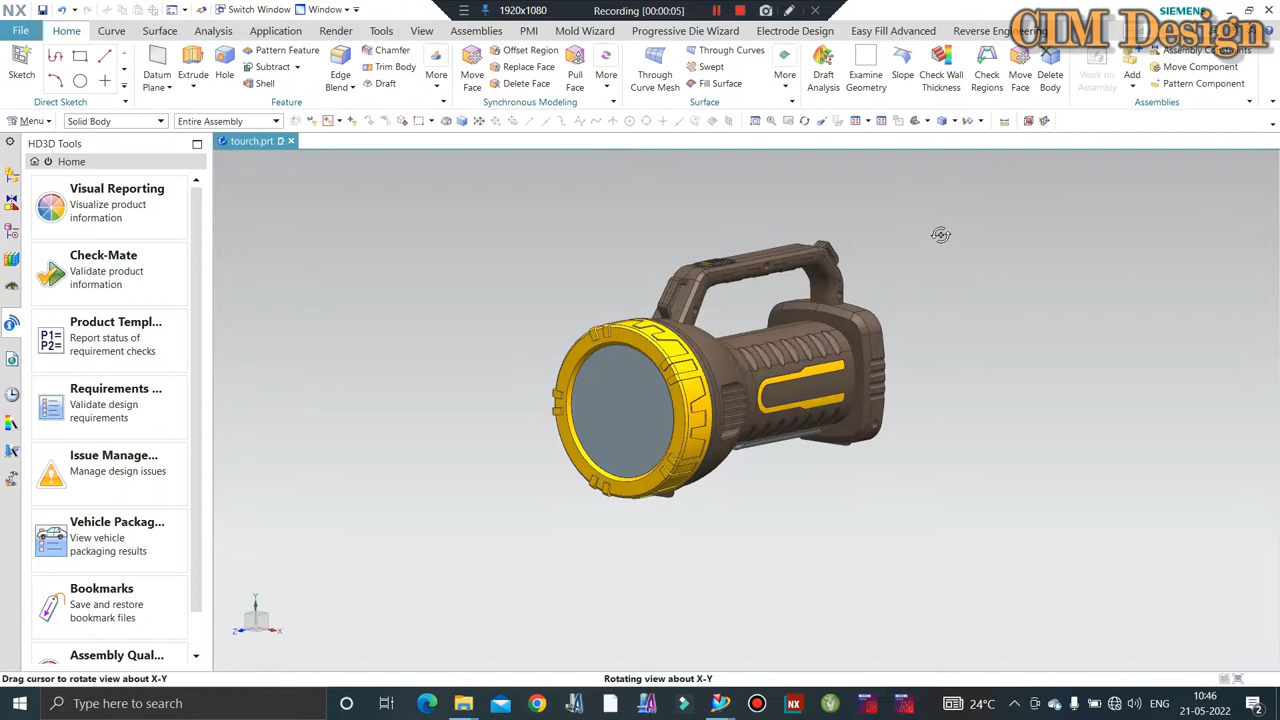 NX
Switch Window
Window
1920x1080
Recording [00:00:05]
SIEMENS
CIM Design
File
Home
Curve
Surface
Analysis
Application
Render
Tools
View
Assemblies
PMI
Mold Wizard
Progressive Die Wizard
Electrode Design
Easy Fill Advanced
Reverse Engineering
Sketch
Datum
Plane
Extrude
Hole
Pattern Feature
Subtract
Shell
Edge
Blend
Chamfer
Trim Body
Draft
More
Move
Face
Offset Region
Replace Face
Delete Face
Pull
Face
More
Through
Curve Mesh
Through Curves
Swept
Fill Surface
More
Draft
Analysis
Examine
Geometry
Slope
Check Wall
Thickness
Check
Regions
Move
Face
Delete
Body
Work on
Assembly
Add
Assembly Constraints
Move Component
Pattern Component
Direct Sketch
Feature
Synchronous Modeling
Surface
Assemblies
Menu
Solid Body
Entire Assembly
HD3D Tools
tourch.prt
Home
Visual Reporting
Visualize product
information
Check-Mate
Validate product
information
Product Templ...
Report status of
requirement checks
P1=
P2=
Requirements ...
Validate design
requirements
Issue Manage...
Manage design issues
Vehicle Packag...
View vehicle
packaging results
Bookmarks
Save and restore
bookmark files
Assembly Qual...
Y
Z
X
Drag cursor to rotate view about X-Y
Rotating view about X-Y
Type here to search
NX
24°C
ENG
10:46
21-05-2022
2